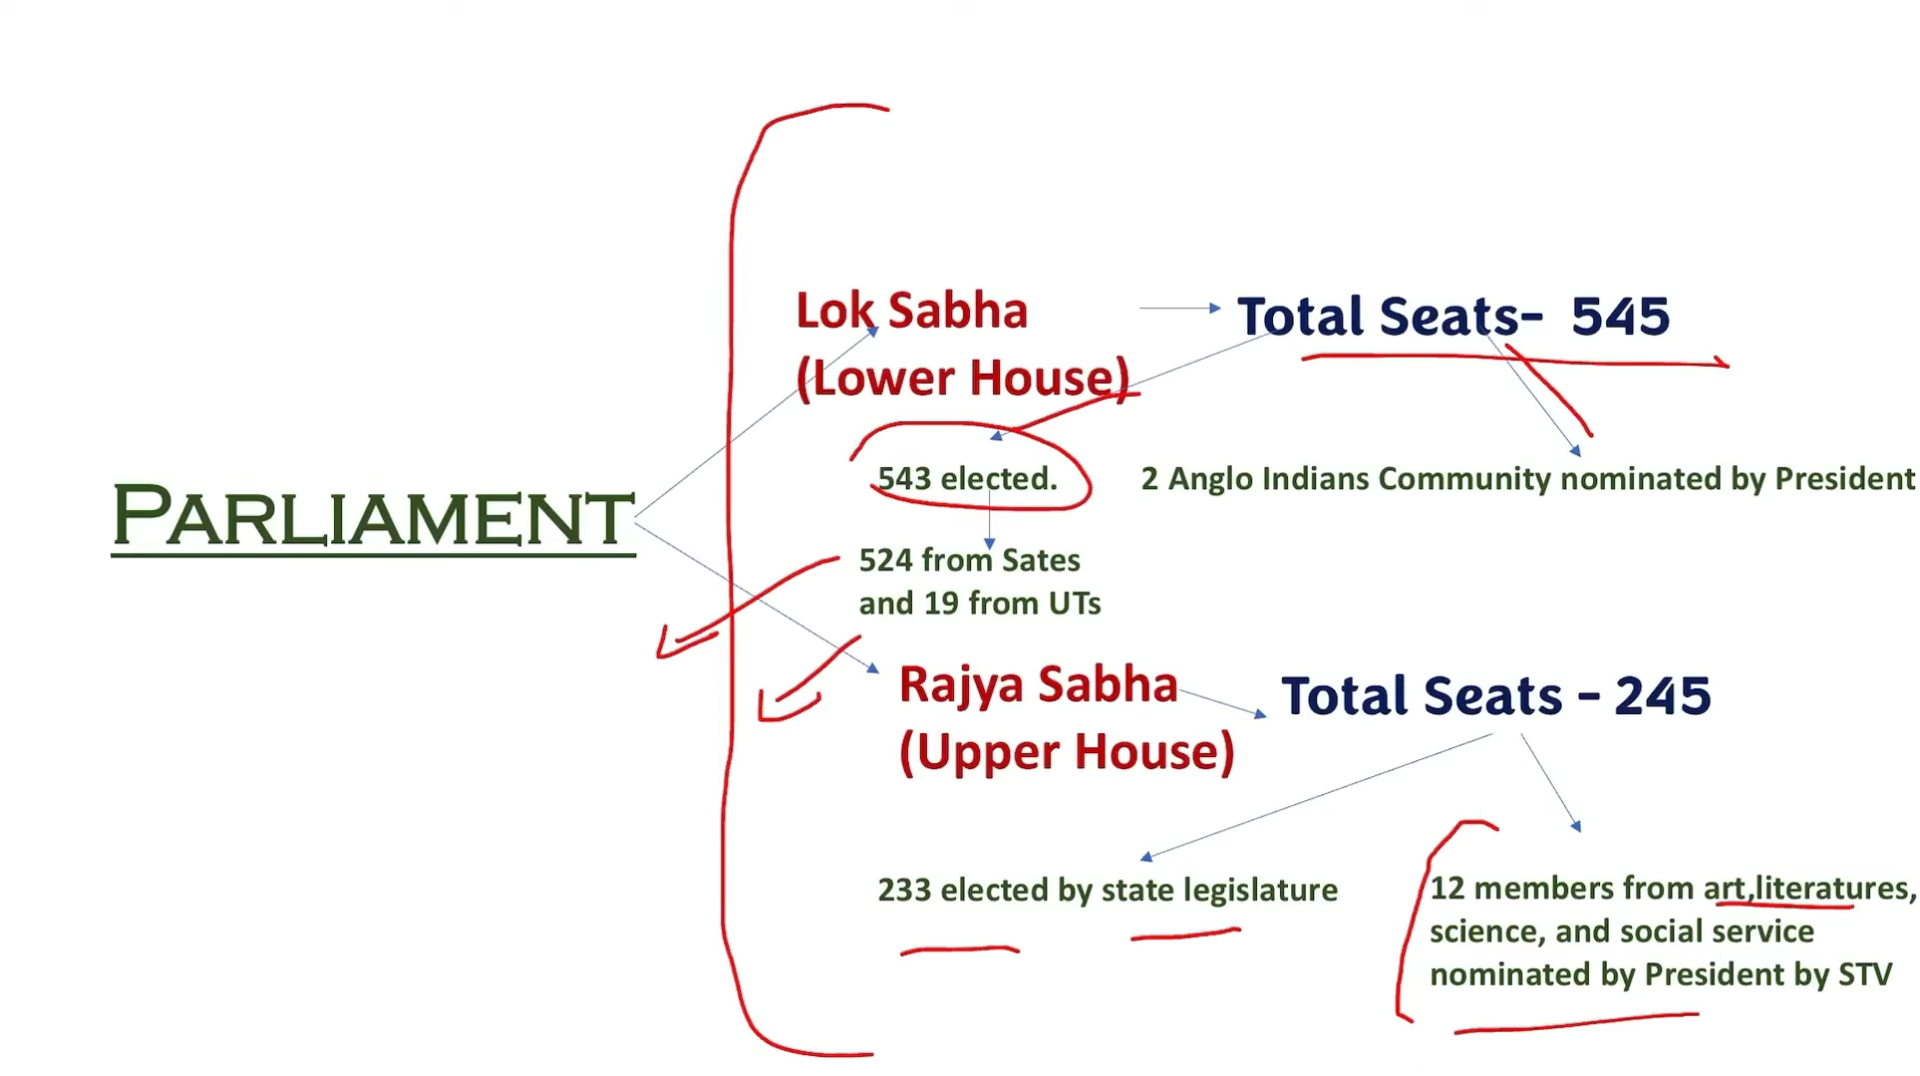 PARLIAMENT
Lok Sabha
(Lower House)
Total Seats- 545
543 elected.
2 Anglo Indians Community nominated by President
524 from Sates
and 19 from UTs
Rajya Sabha
(Upper House)
Total Seats - 245
233 elected by state legislature
12 members from art,literatures,
science, and social service
nominated by President by STV